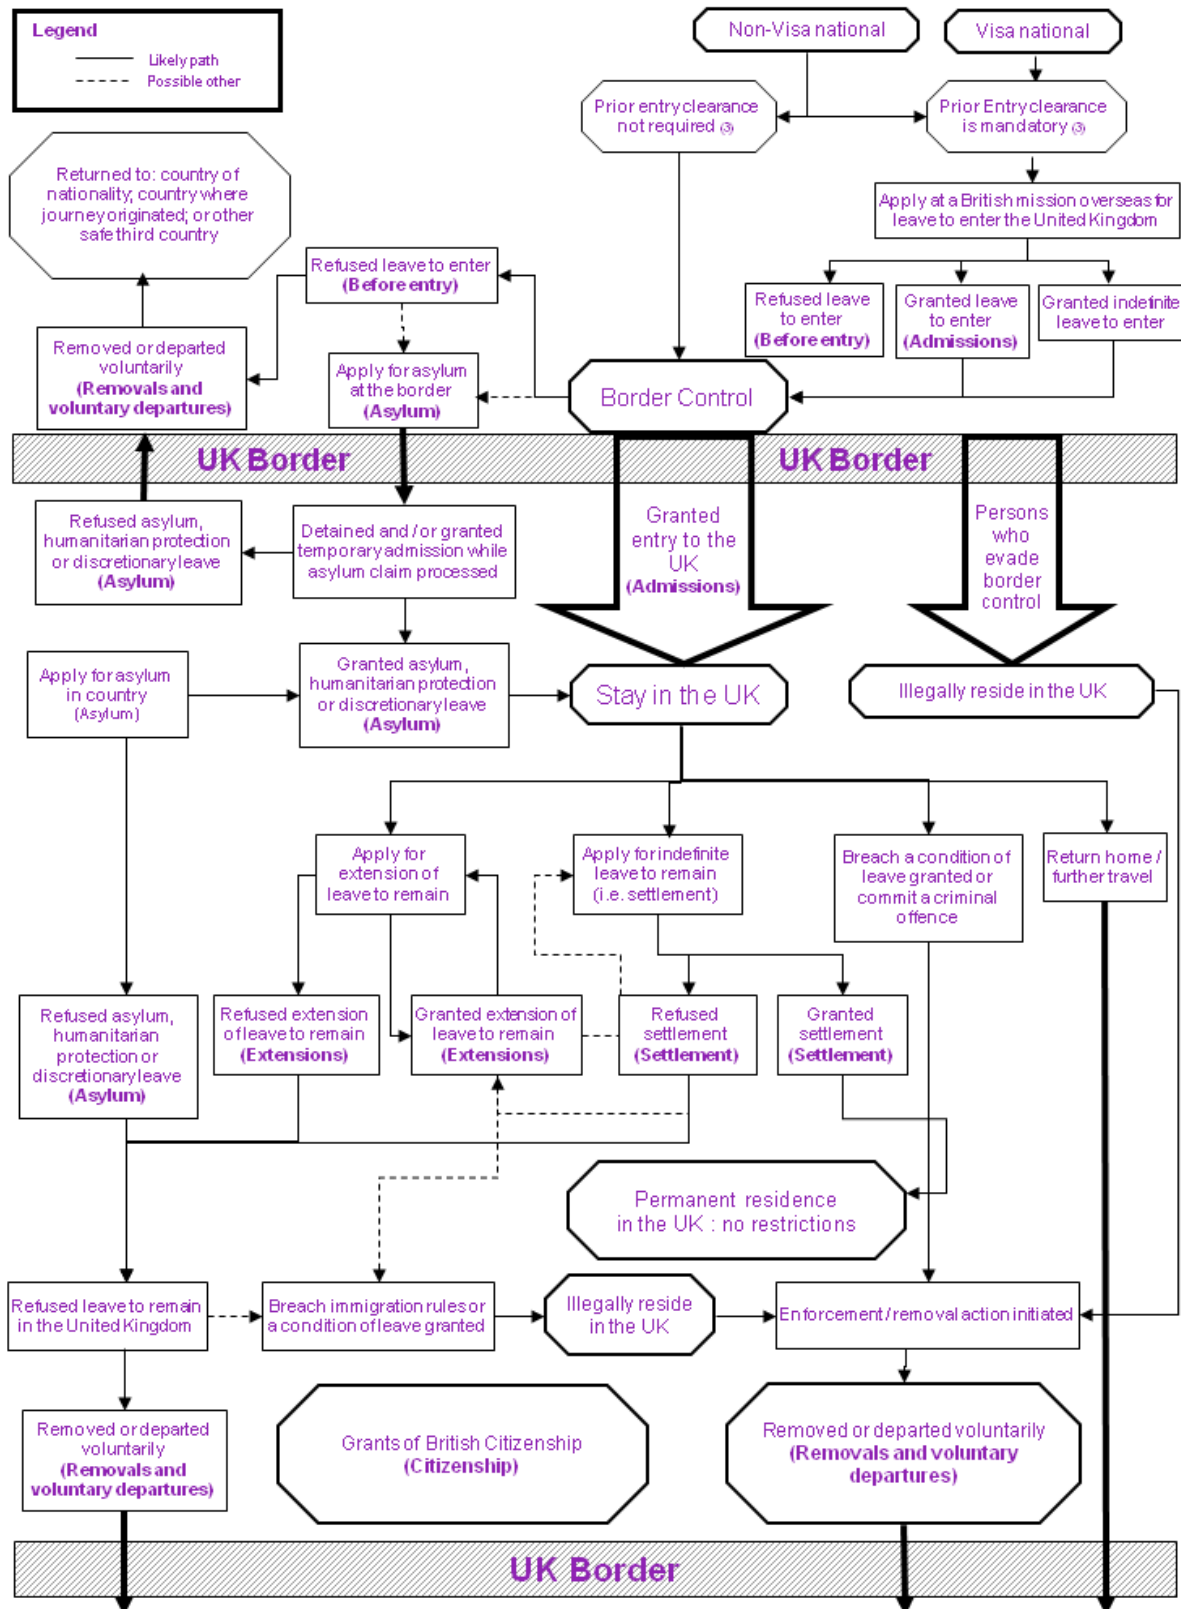 Legend
Likely path
Possible other
Non-Visa national
Visa national
Prior entry clearance
not required (3)
Prior Entry clearance
is mandatory (3)
Returned to: country of
nationality; country where
journey originated; or other
safe third country
Apply at a British mission overseas for
leave to enter the United Kingdom
Refused leave to enter
(Before entry)
Refused leave
to enter
(Before entry)
Granted leave
to enter
(Admissions)
Granted indefinite
leave to enter
Removed or departed
voluntarily
(Removals and
voluntary departures)
Apply for asylum
at the border
(Asylum)
Border Control
UK Border
UK Border
Refused asylum,
humanitarian protection
or discretionary leave
(Asylum)
Detained and / or granted
temporary admission while
asylum claim processed
Granted
entry to the
UK
(Admissions)
Persons
who
evade
border
control
Apply for asylum
in country
(Asylum)
Granted asylum,
humanitarian protection
or discretionary leave
(Asylum)
Stay in the UK
Illegally reside in the UK
Apply for
extension of
leave to remain
Apply for indefinite
leave to remain
(i.e. settlement)
Breach a condition of
leave granted or
commit a criminal
offence
Return home /
further travel
Refused asylum,
humanitarian
protection or
discretionary leave
(Asylum)
Refused extension
of leave to remain
(Extensions)
Granted extension of
leave to remain
(Extensions)
Refused
settlement
(Settlement)
Granted
settlement
(Settlement)
Permanent residence
in the UK : no restrictions
Refused leave to remain
in the United Kingdom
Breach immigration rules or
a condition of leave granted
Illegally reside
in the UK
Enforcement / removal action initiated
Removed or departed
voluntarily
(Removals and
voluntary departures)
Grants of British Citizenship
(Citizenship)
Removed or departed voluntarily
(Removals and voluntary
departures)
UK Border